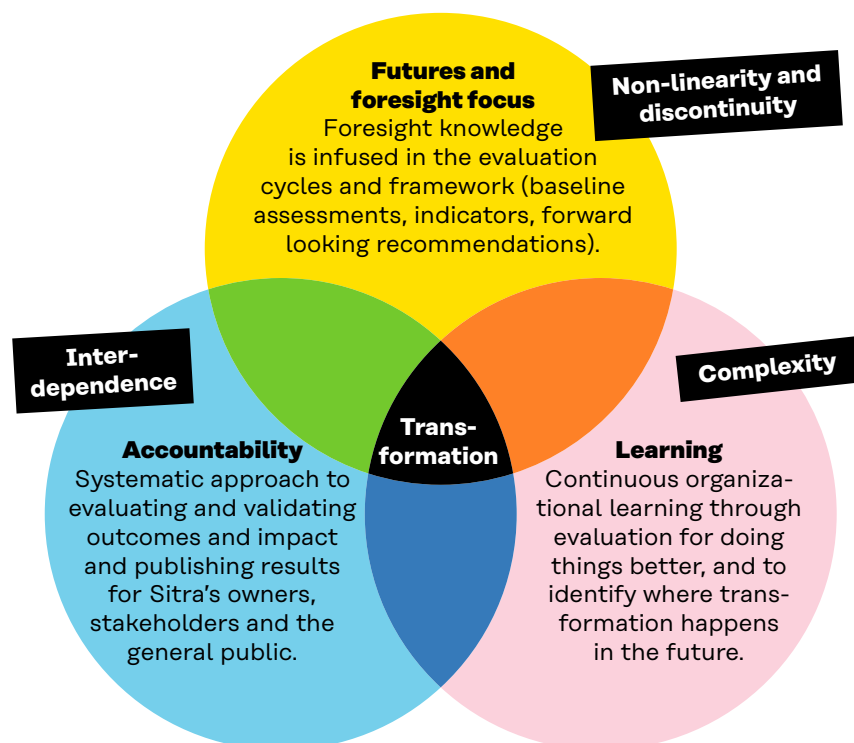 Futures and
foresight focus
Foresight knowledge
is infused in the evaluation
cycles and framework (baseline
assessments, indicators, forward
looking recommendations).
Non-linearity and
discontinuity
Inter-
dependence
Complexity
Trans-
formation
Accountability
Systematic approach to
evaluating and validating
outcomes and impact
and publishing results
for Sitra’s owners,
stakeholders and the
general public.
Learning
Continuous organiza-
tional learning through
evaluation for doing
things better, and to
identify where trans-
formation happens
in the future.